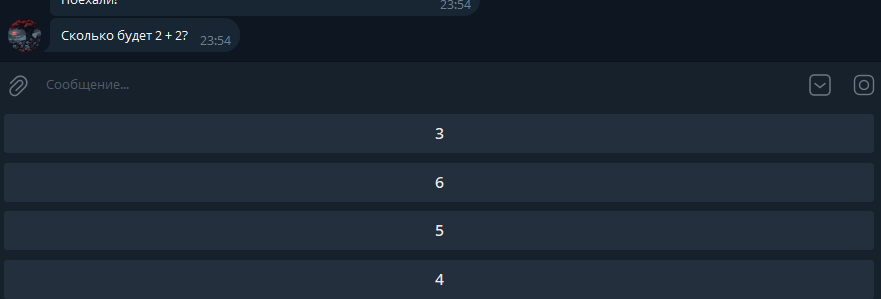 Поехали!
23:54
Сколько будет 2 + 2?
23:54
Сообщение...
3
6
5
4